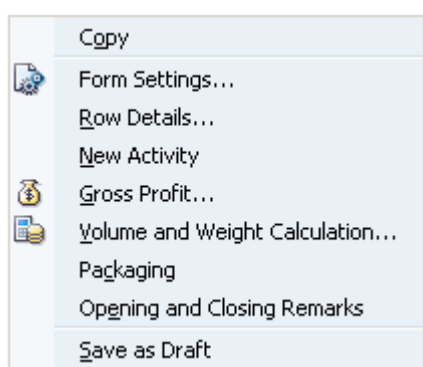 Copy
Form Settings...
Row Details...
New Activity
Gross Profit...
Volume and Weight Calculation...
Packaging
Opening and Closing Remarks
Save as Draft